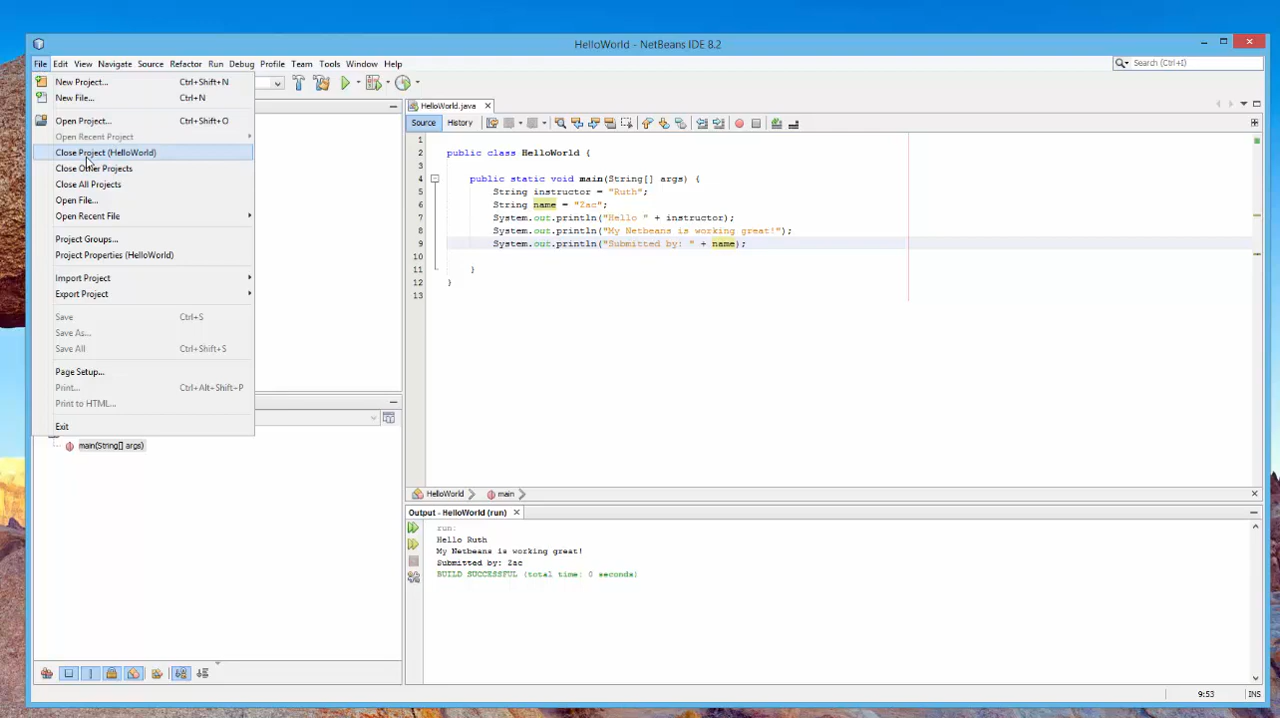 HelloWorld - NetBeans IDE 8.2
File Edit View Navigate Source Refactor Run Debug Profile Team Tools Window Help
Search (Ctrl+I)
New Project... Ctrl+Shift+N
New File... Ctrl+N
Open Project... Ctrl+Shift+O
Open Recent Project
Close Project (HelloWorld)
Close Other Projects
Close All Projects
Open File...
Open Recent File
Project Groups...
Project Properties (HelloWorld)
Import Project
Export Project
Save Ctrl+S
Save As...
Save All Ctrl+Shift+S
Page Setup...
Print... Ctrl+Alt+Shift+P
Print to HTML...
Exit
main(String[] args)
HelloWorld.java
Source History
1
2 public class HelloWorld {
3
4 public static void main(String[] args) {
5 String instructor = "Ruth";
6 String name = "Zac";
7 System.out.println("Hello " + instructor);
8 System.out.println("My Netbeans is working great!");
9 System.out.println("Submitted by: " + name);
10
11 }
12 }
13
HelloWorld main
Output - HelloWorld (run)
run:
Hello Ruth
My Netbeans is working great!
Submitted by: Zac
BUILD SUCCESSFUL (total time: 0 seconds)
9:53 INS